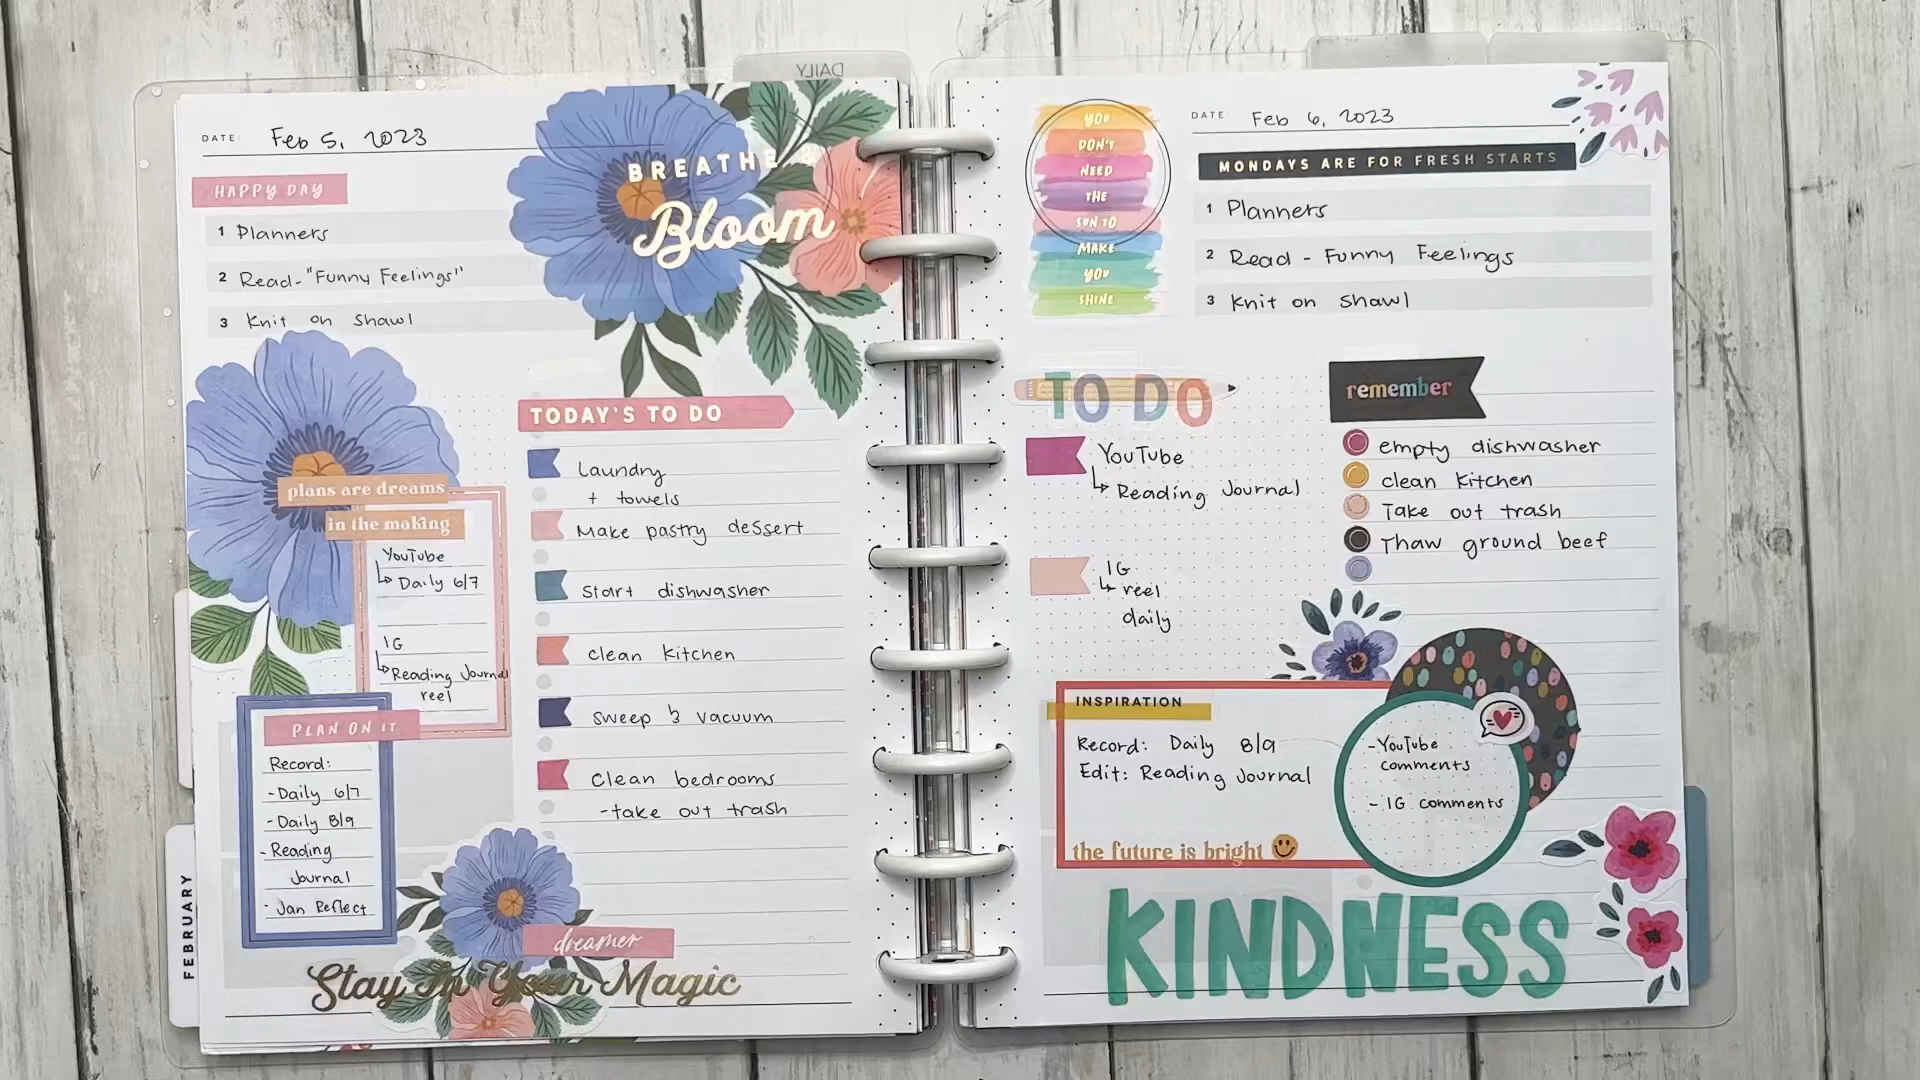 DAILY
DATE: Feb 5, 2023
HAPPY DAY
1 Planners
2 Read-"Funny Feelings"
3 Knit on Shawl
BREATHE &
Bloom
plans are dreams
in the making
YouTube
↳ Daily 6/7
IG
↳ Reading Journal
reel
PLAN ON IT
Record:
- Daily 6/7
- Daily 8/9
- Reading
Journal
- Jan Reflect
TODAY'S TO DO
Laundry
+ towels
Make pastry dessert
Start dishwasher
clean kitchen
Sweep & vacuum
Clean bedrooms
- take out trash
dreamer
Stay In Your Magic
FEBRUARY
YOU
DON'T
NEED
THE
SUN TO
MAKE
YOU
SHINE
DATE: Feb 6, 2023
MONDAYS ARE FOR FRESH STARTS
1 Planners
2 Read - Funny Feelings
3 Knit on Shawl
TO DO
YouTube
↳ Reading Journal
IG
↳ reel
daily
remember
empty dishwasher
clean kitchen
Take out trash
Thaw ground beef
INSPIRATION
Record: Daily 8/9
Edit: Reading Journal
the future is bright
- YouTube
comments
- IG comments
KINDNESS